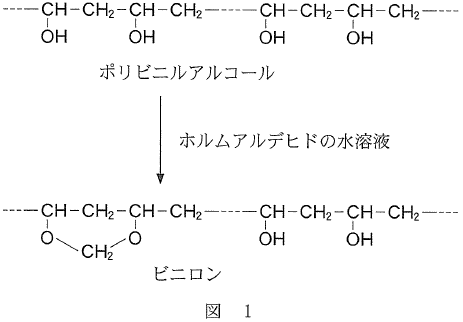 ----CH-CH₂-CH-CH₂-----CH-CH₂-CH-CH₂----
OH OH OH OH
ポリビニルアルコール
ホルムアルデヒドの水溶液
----CH-CH₂-CH-CH₂-----CH-CH₂-CH-CH₂----
O CH₂ O OH OH
ビニロン
図 1